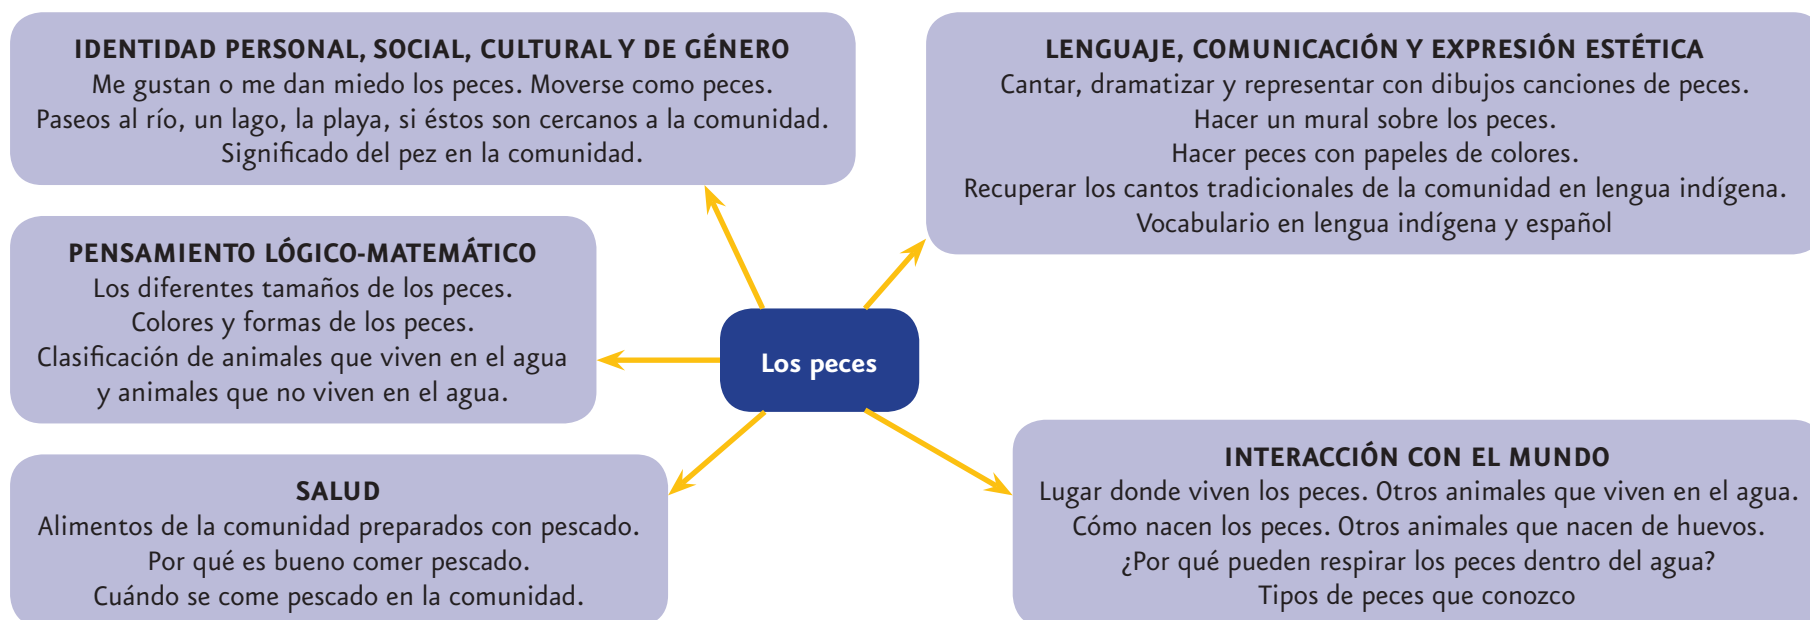 IDENTIDAD PERSONAL, SOCIAL, CULTURAL Y DE GÉNERO
Me gustan o me dan miedo los peces. Moverse como peces.
Paseos al río, un lago, la playa, si éstos son cercanos a la comunidad.
Significado del pez en la comunidad.
LENGUAJE, COMUNICACIÓN Y EXPRESIÓN ESTÉTICA
Cantar, dramatizar y representar con dibujos canciones de peces.
Hacer un mural sobre los peces.
Hacer peces con papeles de colores.
Recuperar los cantos tradicionales de la comunidad en lengua indígena.
Vocabulario en lengua indígena y español
PENSAMIENTO LÓGICO-MATEMÁTICO
Los diferentes tamaños de los peces.
Colores y formas de los peces.
Clasificación de animales que viven en el agua
y animales que no viven en el agua.
Los peces
SALUD
Alimentos de la comunidad preparados con pescado.
Por qué es bueno comer pescado.
Cuándo se come pescado en la comunidad.
INTERACCIÓN CON EL MUNDO
Lugar donde viven los peces. Otros animales que viven en el agua.
Cómo nacen los peces. Otros animales que nacen de huevos.
¿Por qué pueden respirar los peces dentro del agua?
Tipos de peces que conozco